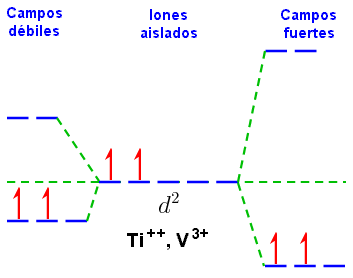 Campos
débiles
Iones
aislados
Campos
fuertes
d²
Ti⁺⁺, V³⁺